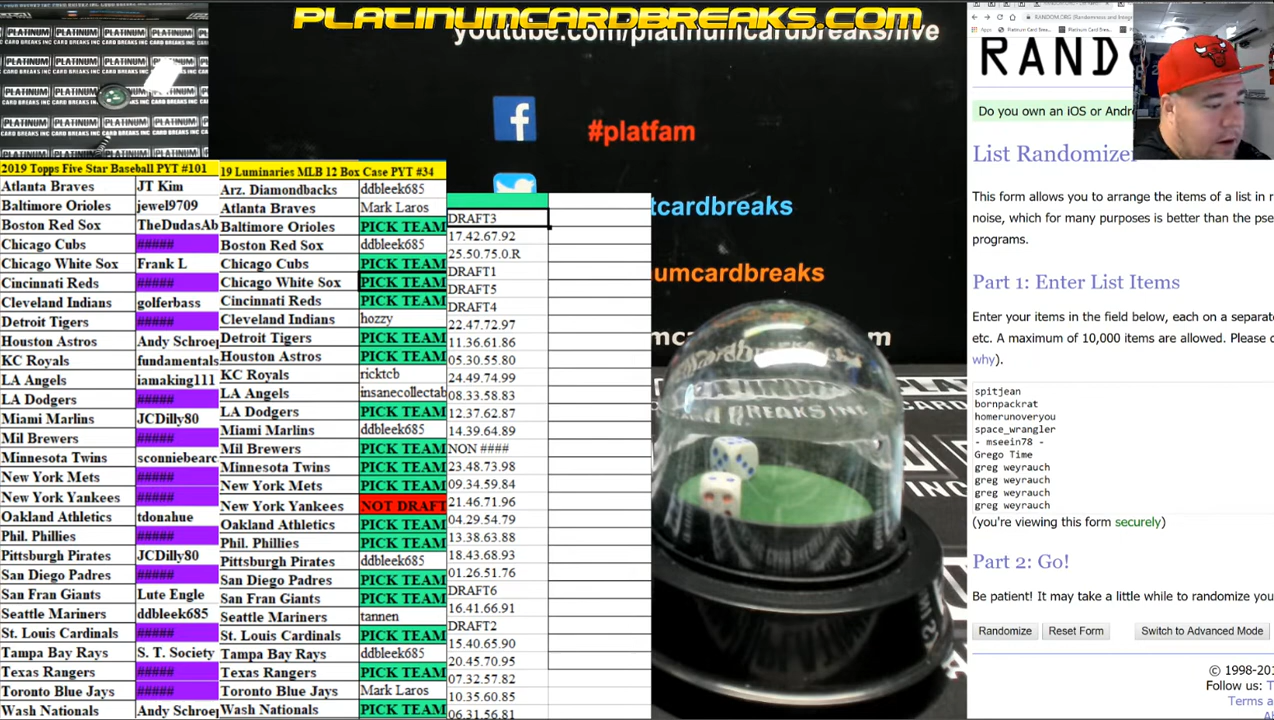 PLATINUMCARDBREAKS.COM
youtube.com/platinumcardbreaks/live
#platfam
tcardbreaks
umcardbreaks
2019 Topps Five Star Baseball PYT #101
Atlanta Braves JT Kim
Baltimore Orioles jewel9709
Boston Red Sox TheDudasAb
Chicago Cubs #####
Chicago White Sox Frank L
Cincinnati Reds #####
Cleveland Indians golferbass
Detroit Tigers #####
Houston Astros Andy Schroep
KC Royals fundamentals
LA Angels iamaking111
LA Dodgers #####
Miami Marlins JCDilly80
Mil Brewers #####
Minnesota Twins sconniebearc
New York Mets #####
New York Yankees #####
Oakland Athletics tdonahue
Phil. Phillies #####
Pittsburgh Pirates JCDilly80
San Diego Padres #####
San Fran Giants Lute Engle
Seattle Mariners ddbleek685
St. Louis Cardinals #####
Tampa Bay Rays S. T. Society
Texas Rangers #####
Toronto Blue Jays #####
Wash Nationals Andy Schroep
19 Luminaries MLB 12 Box Case PYT #34
Arz. Diamondbacks ddbleek685
Atlanta Braves Mark Laros
Baltimore Orioles PICK TEAM
Boston Red Sox ddbleek685
Chicago Cubs PICK TEAM
Chicago White Sox PICK TEAM
Cincinnati Reds PICK TEAM
Cleveland Indians hozzy
Detroit Tigers PICK TEAM
Houston Astros PICK TEAM
KC Royals ricktcb
LA Angels insanecollectab
LA Dodgers PICK TEAM
Miami Marlins ddbleek685
Mil Brewers PICK TEAM
Minnesota Twins PICK TEAM
New York Mets PICK TEAM
New York Yankees NOT DRAFT
Oakland Athletics PICK TEAM
Phil. Phillies PICK TEAM
Pittsburgh Pirates ddbleek685
San Diego Padres PICK TEAM
San Fran Giants PICK TEAM
Seattle Mariners tannen
St. Louis Cardinals PICK TEAM
Tampa Bay Rays ddbleek685
Texas Rangers PICK TEAM
Toronto Blue Jays Mark Laros
Wash Nationals PICK TEAM
DRAFT3
17.42.67.92
25.50.75.0.R
DRAFT1
DRAFT5
DRAFT4
22.47.72.97
11.36.61.86
05.30.55.80
24.49.74.99
08.33.58.83
12.37.62.87
14.39.64.89
NON ####
23.48.73.98
09.34.59.84
21.46.71.96
04.29.54.79
13.38.63.88
18.43.68.93
01.26.51.76
DRAFT6
16.41.66.91
DRAFT2
15.40.65.90
20.45.70.95
07.32.57.82
10.35.60.85
06.31.56.81
RAND
Do you own an iOS or Andr
List Randomizer
This form allows you to arrange the items of a list in r
noise, which for many purposes is better than the pse
programs.
Part 1: Enter List Items
Enter your items in the field below, each on a separat
etc. A maximum of 10,000 items are allowed. Please
why).
spitjean
bornpackrat
homerunoveryou
space_wrangler
- mseein78 -
Grego Time
greg weyrauch
greg weyrauch
greg weyrauch
greg weyrauch
(you're viewing this form securely)
Part 2: Go!
Be patient! It may take a little while to randomize you
Randomize Reset Form Switch to Advanced Mode
© 1998-201
Follow us: T
Terms a